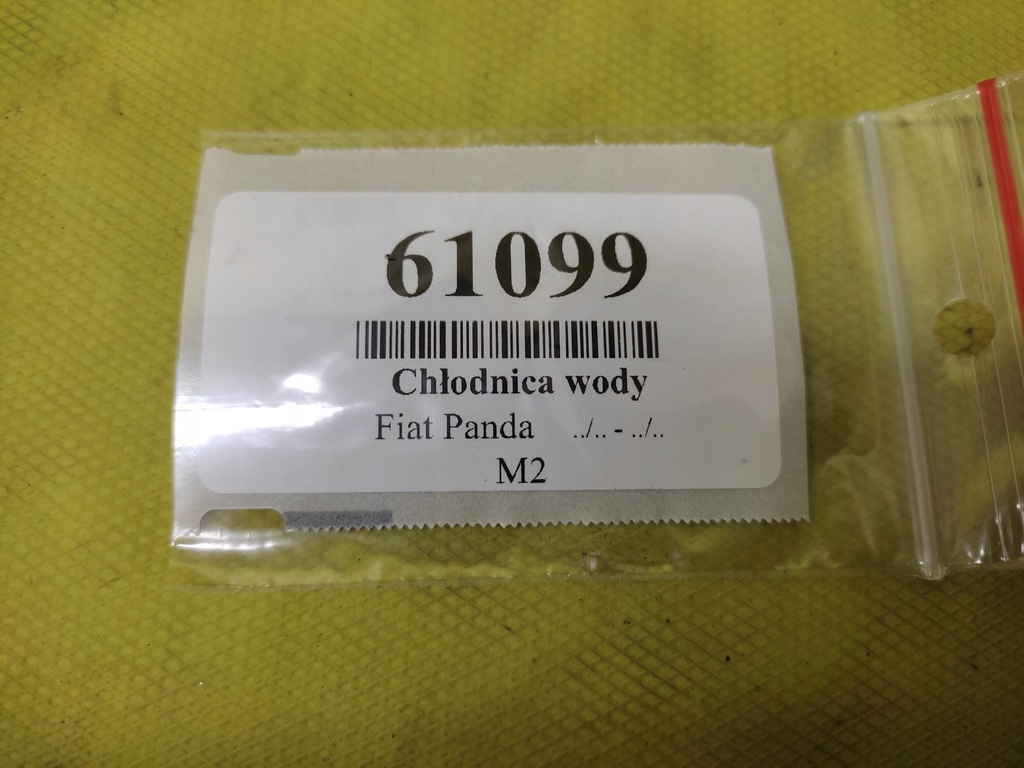 61099
Chłodnica wody
Fiat Panda ../.. - ../..
M2